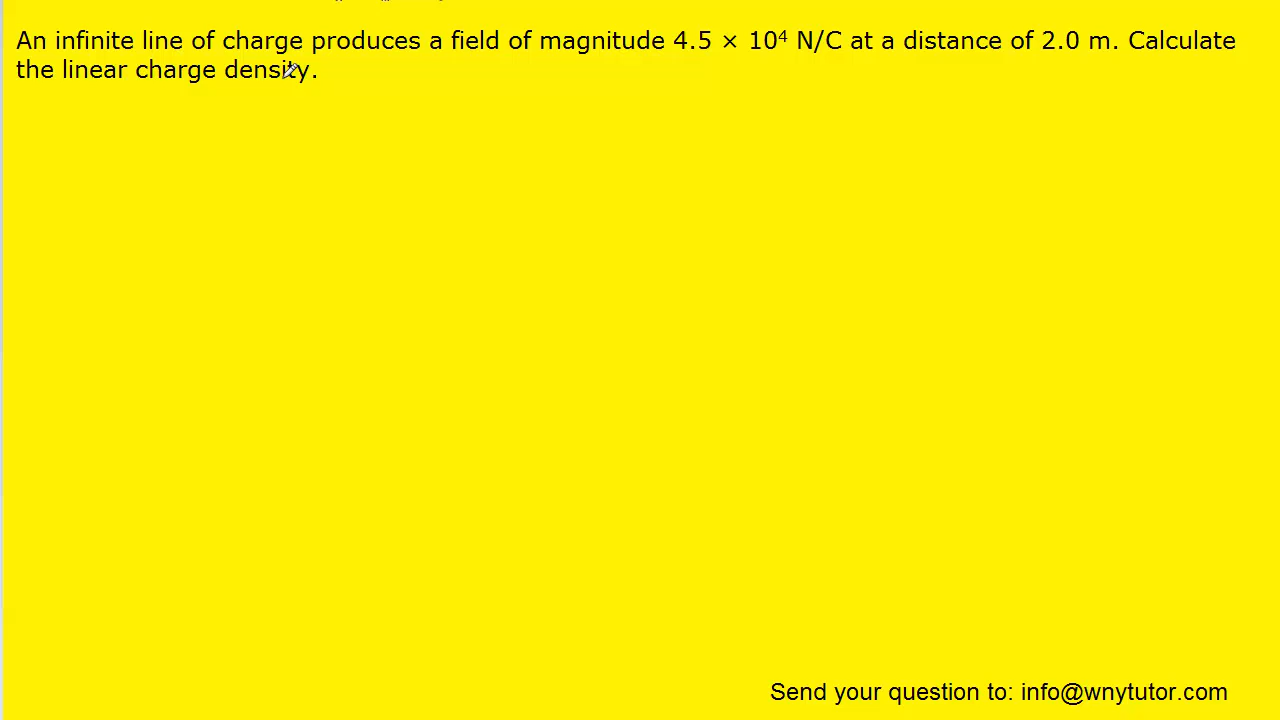 An infinite line of charge produces a field of magnitude 4.5 × 10⁴ N/C at a distance of 2.0 m. Calculate
the linear charge density.
Send your question to: info@wnytutor.com